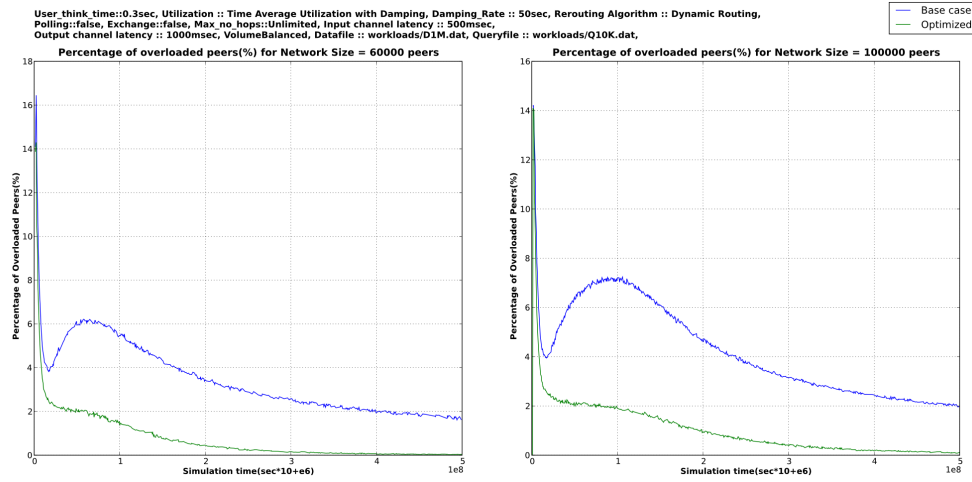 User_think_time::0.3sec, Utilization :: Time Average Utilization with Damping, Damping_Rate :: 50sec, Rerouting Algorithm :: Dynamic Routing,
Polling::false, Exchange::false, Max_no_hops::Unlimited, Input channel latency :: 500msec,
Output channel latency :: 1000msec, VolumeBalanced, Datafile :: workloads/D1M.dat, Queryfile :: workloads/Q10K.dat,
Base case
Optimized
Percentage of overloaded peers(%) for Network Size = 60000 peers
Percentage of Overloaded Peers(%)
18
16
14
12
10
8
6
4
2
0
0 1 2 3 4 5
1e8
Simulation time(sec*10+e6)
Percentage of overloaded peers(%) for Network Size = 100000 peers
Percentage of Overloaded Peers(%)
16
14
12
10
8
6
4
2
0
0 1 2 3 4 5
1e8
Simulation time(sec*10+e6)